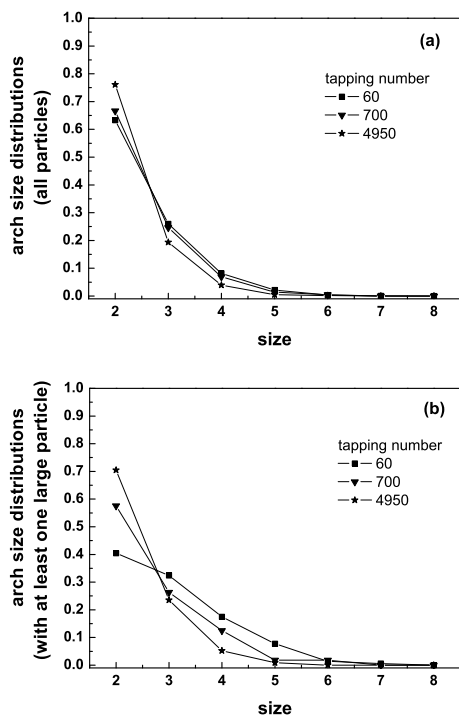 (a)
tapping number
60
700
4950
arch size distributions
(all particles)
1.0
0.9
0.8
0.7
0.6
0.5
0.4
0.3
0.2
0.1
0.0
2 3 4 5 6 7 8
size
(b)
tapping number
60
700
4950
arch size distributions
(with at least one large particle)
1.0
0.9
0.8
0.7
0.6
0.5
0.4
0.3
0.2
0.1
0.0
2 3 4 5 6 7 8
size